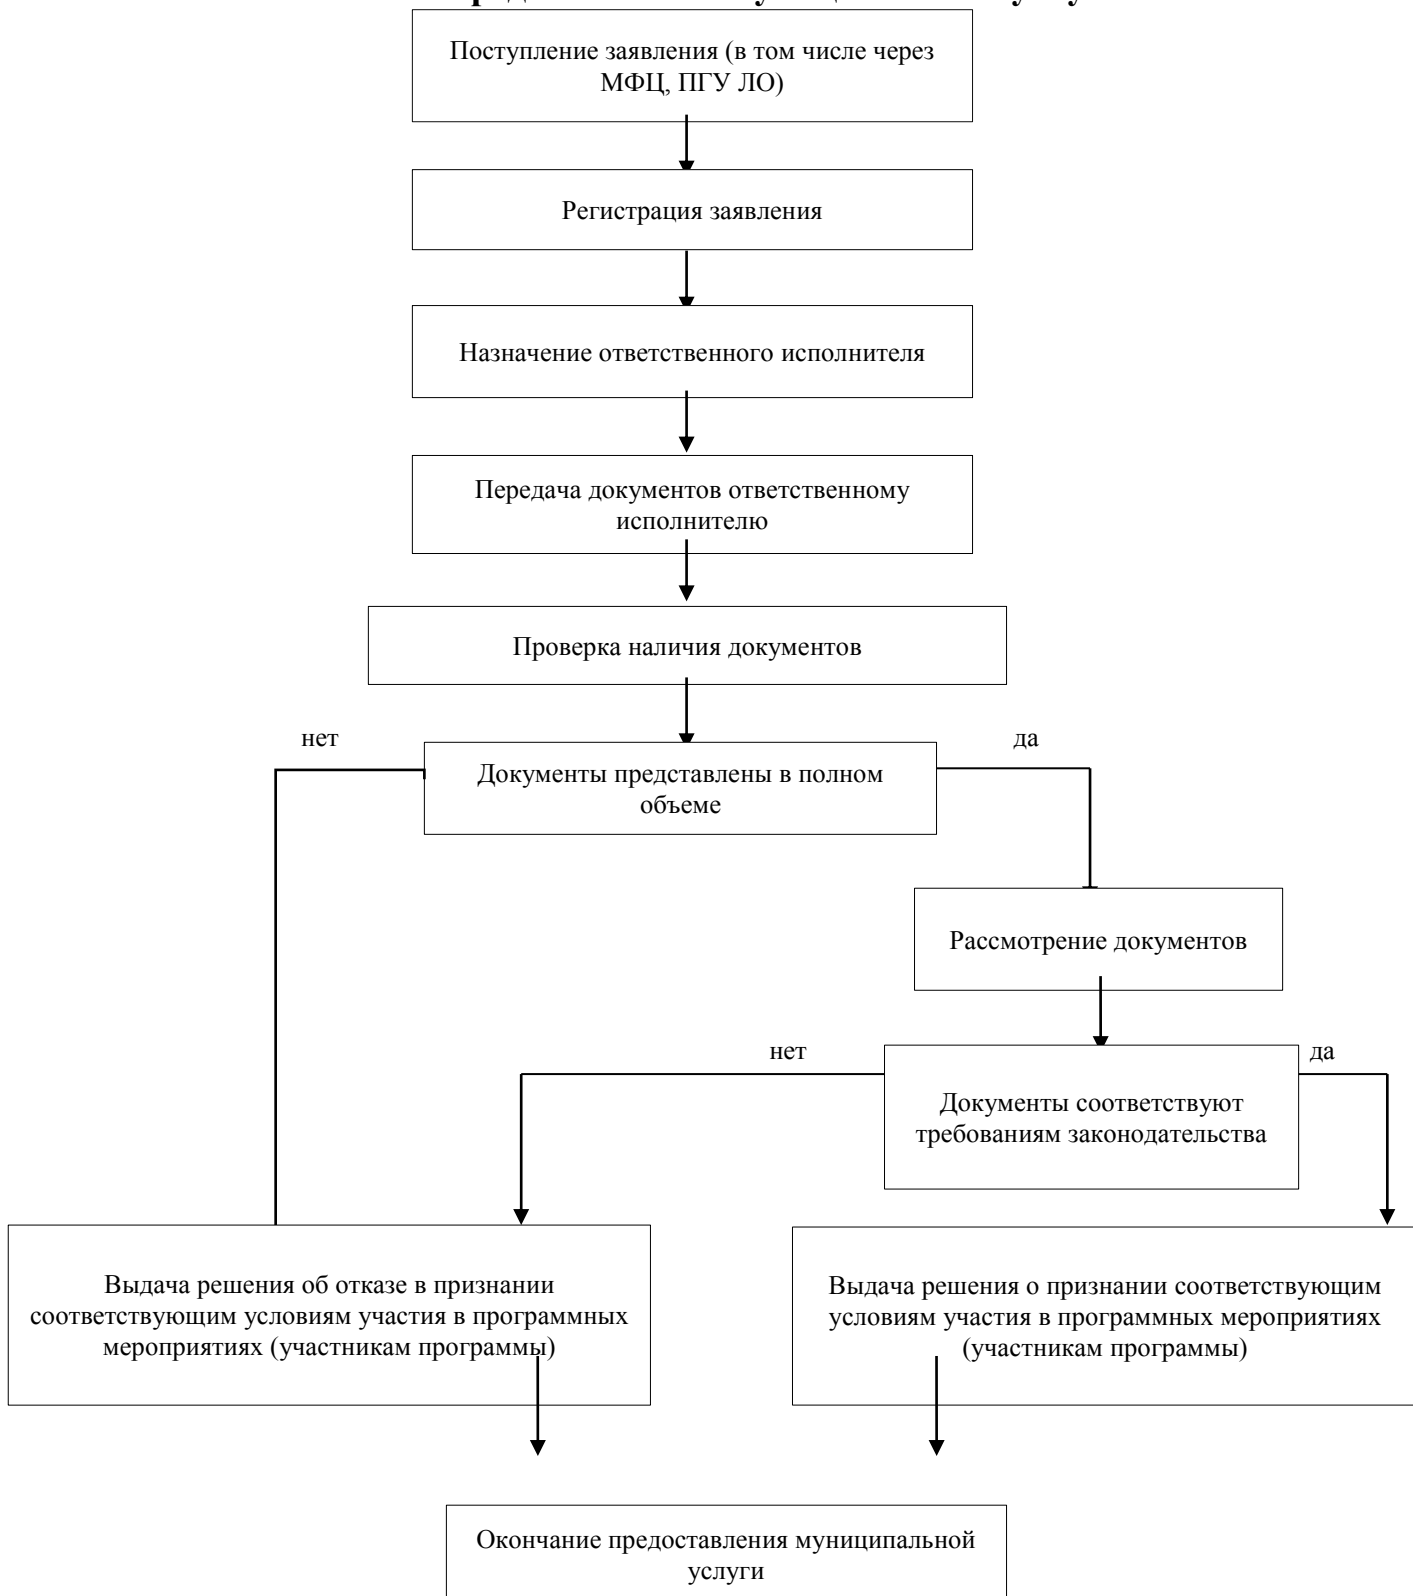 Поступление заявления (в том числе через
МФЦ, ПГУ ЛО)
Регистрация заявления
Назначение ответственного исполнителя
Передача документов ответственному
исполнителю
Проверка наличия документов
нет
да
Документы представлены в полном
объеме
Рассмотрение документов
нет
да
Документы соответствуют
требованиям законодательства
Выдача решения об отказе в признании
соответствующим условиям участия в программных
мероприятиях (участникам программы)
Выдача решения о признании соответствующим
условиям участия в программных мероприятиях
(участникам программы)
Окончание предоставления муниципальной
услуги